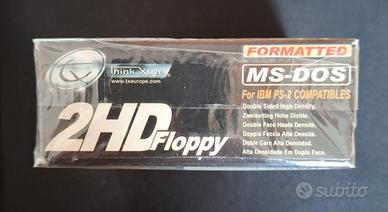 Think Xtra
www.txeurope.com
2HD Floppy
FORMATTED
MS-DOS
For IBM PS-2 COMPATIBLES
Double Sided High Density.
Zweiseiting Hohe Dichte.
Double Face Haute Densité.
Doppia Faccia Alta Densità.
Doble Cara Alta Densidad.
Alta Densidade Em Dupla Face.
subito